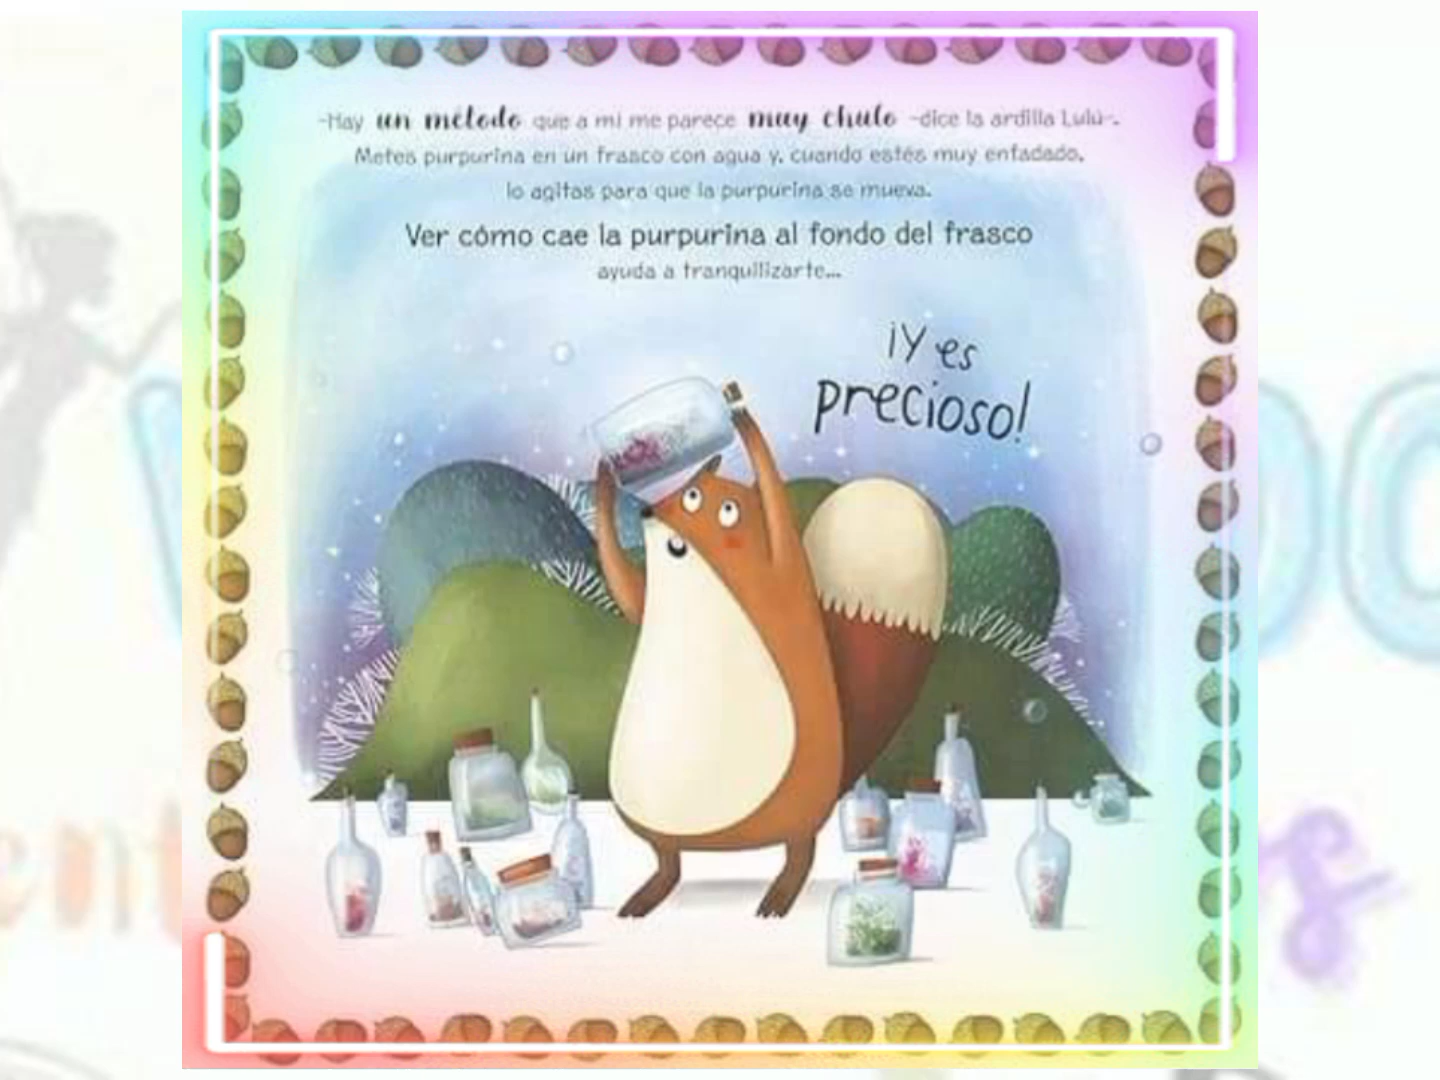 -Hay un método que a mí me parece muy chulo -dice la ardilla Lulú-.
Metes purpurina en un frasco con agua y, cuando estés muy enfadado,
lo agitas para que la purpurina se mueva.
Ver cómo cae la purpurina al fondo del frasco
ayuda a tranquilizarte...
¡Y es
precioso!